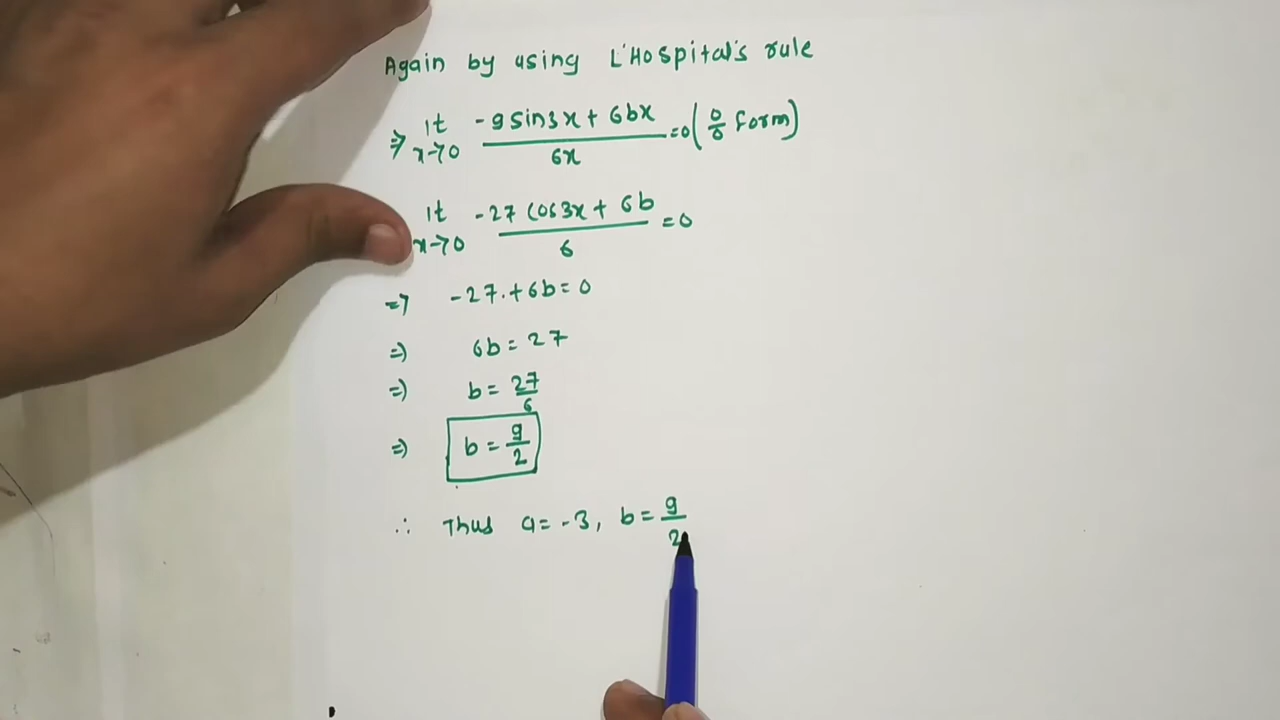 Again by using L'Hospital's rule
⇒ lt x→0 (-9 sin3x + 6bx)/(6x) = 0 (0/0 form)
lt x→0 (-27 cos3x + 6b)/(6) = 0
⇒ -27·+6b = 0
⇒ 6b = 27
⇒ b = 27/6
⇒ b = 9/2
∴ Thus a = -3, b = 9/2